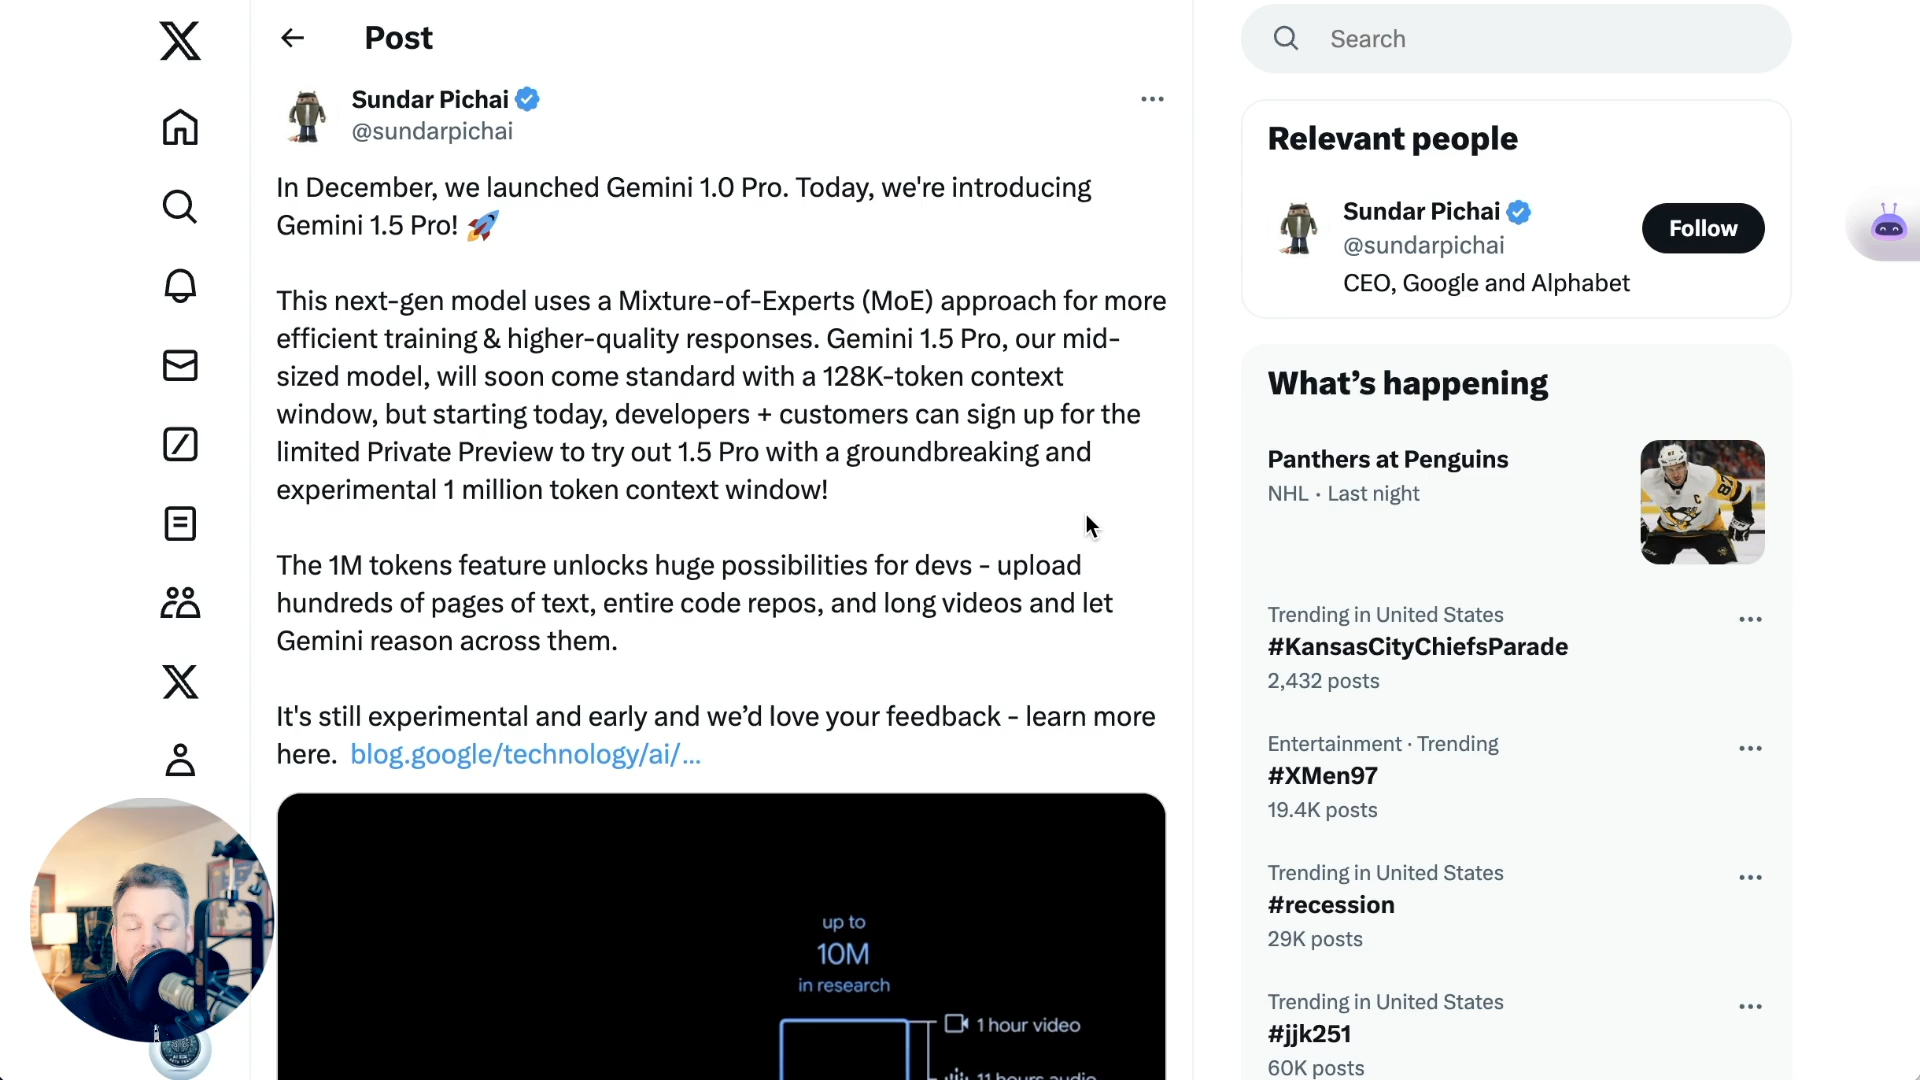 Post
Sundar Pichai
@sundarpichai
In December, we launched Gemini 1.0 Pro. Today, we're introducing
Gemini 1.5 Pro! 🚀
This next-gen model uses a Mixture-of-Experts (MoE) approach for more
efficient training & higher-quality responses. Gemini 1.5 Pro, our mid-
sized model, will soon come standard with a 128K-token context
window, but starting today, developers + customers can sign up for the
limited Private Preview to try out 1.5 Pro with a groundbreaking and
experimental 1 million token context window!
The 1M tokens feature unlocks huge possibilities for devs - upload
hundreds of pages of text, entire code repos, and long videos and let
Gemini reason across them.
It's still experimental and early and we’d love your feedback - learn more
here. blog.google/technology/ai/…
up to
10M
in research
1 hour video
11 hours audio
Search
Relevant people
Sundar Pichai
@sundarpichai
Follow
CEO, Google and Alphabet
What’s happening
Panthers at Penguins
NHL · Last night
Trending in United States
#KansasCityChiefsParade
2,432 posts
Entertainment · Trending
#XMen97
19.4K posts
Trending in United States
#recession
29K posts
Trending in United States
#jjk251
60K posts